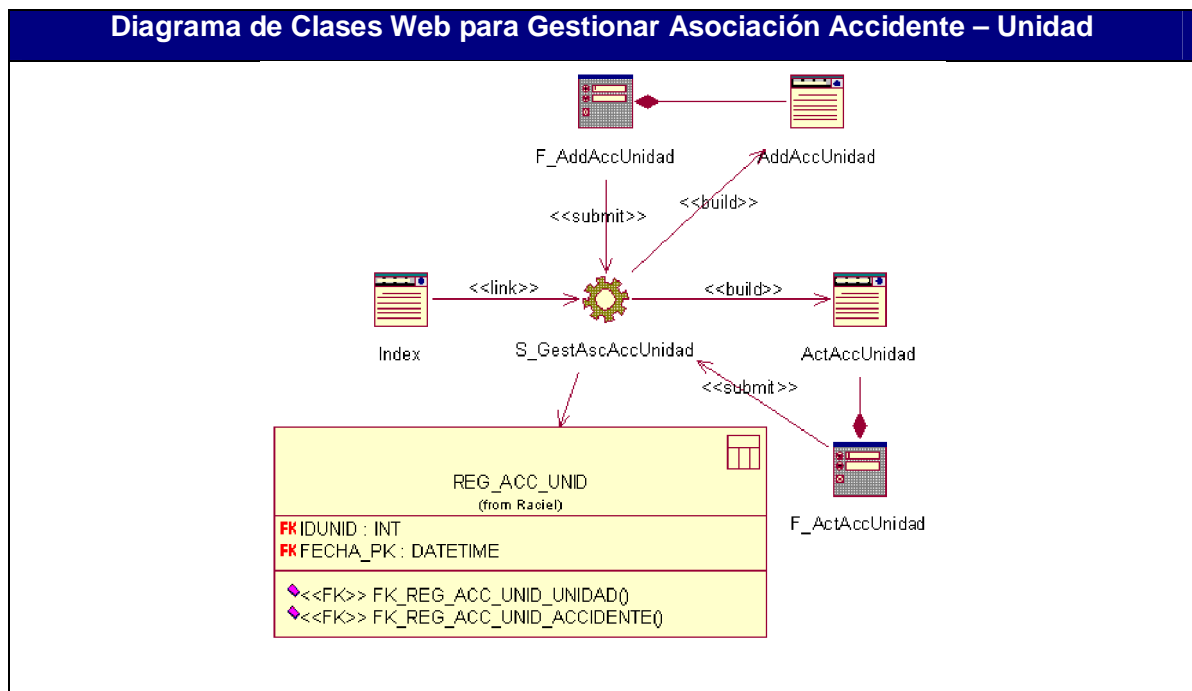 Diagrama de Clases Web para Gestionar Asociación Accidente – Unidad
F_AddAccUnidad
AddAccUnidad
<<submit>>
<<build>>
<<link>>
<<build>>
Index
S_GestAscAccUnidad
ActAccUnidad
<<submit>>
REG_ACC_UNID
(from Raciel)
F_ActAccUnidad
FK IDUNID : INT
FK FECHA_PK : DATETIME
<<FK>> FK_REG_ACC_UNID_UNIDAD()
<<FK>> FK_REG_ACC_UNID_ACCIDENTE()